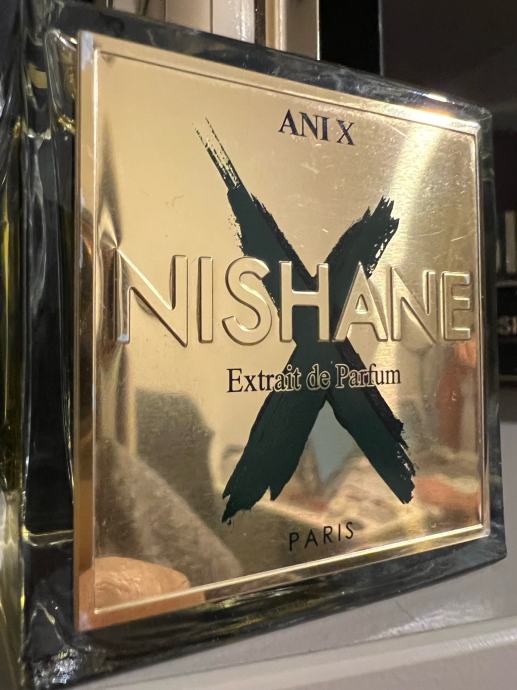 ANI X
NISHANE
Extrait de Parfum
PARIS